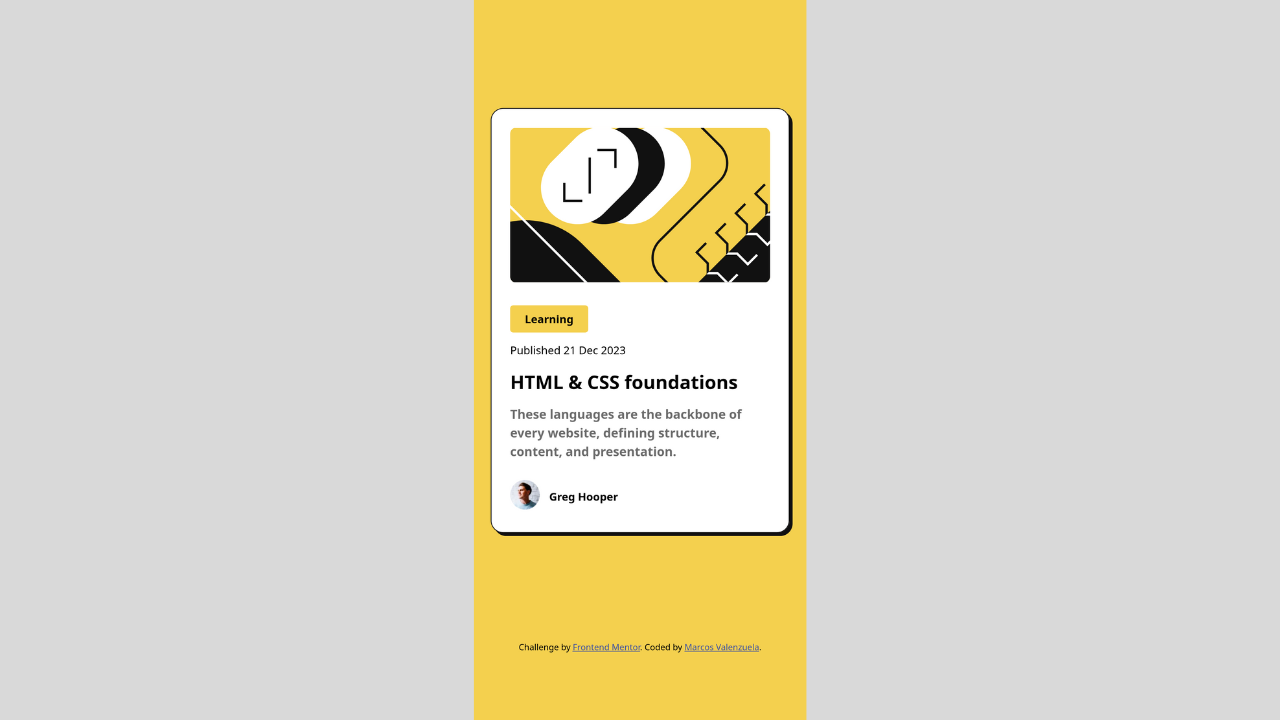 Learning
Published 21 Dec 2023
HTML & CSS foundations
These languages are the backbone of
every website, defining structure,
content, and presentation.
Greg Hooper
Challenge by Frontend Mentor. Coded by Marcos Valenzuela.